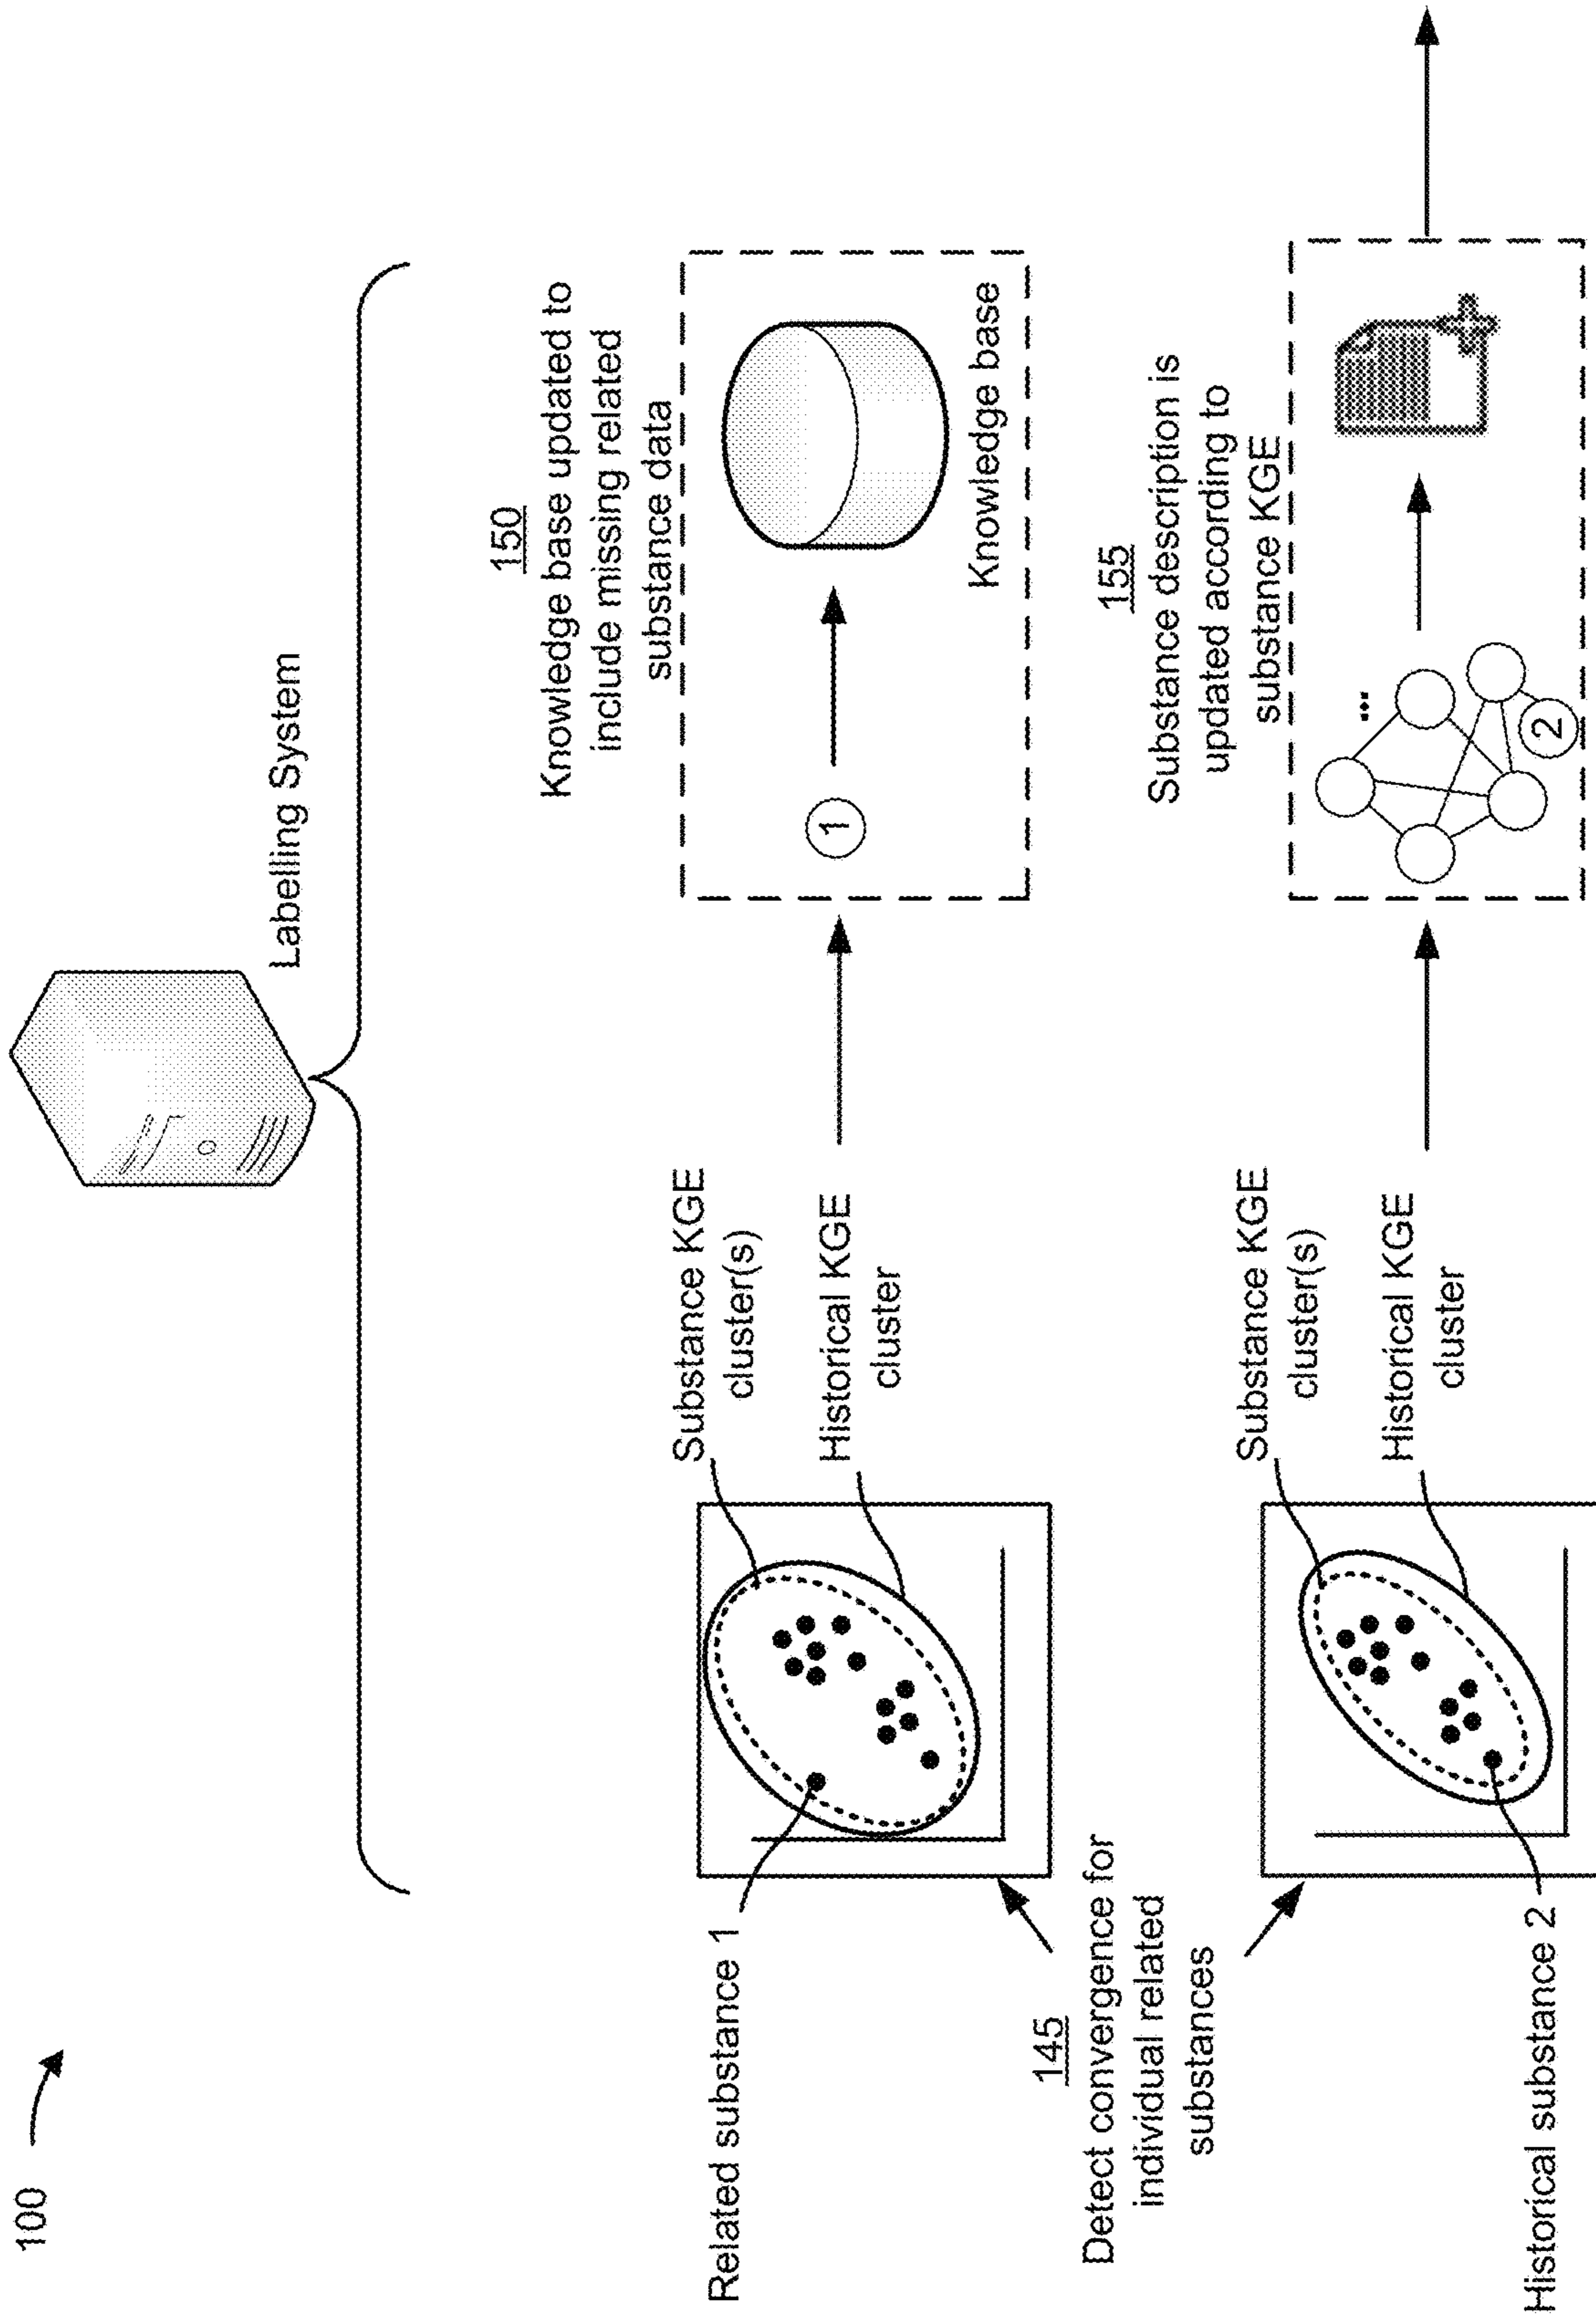 100
Labelling System
Related substance 1
Substance KGE
cluster(s)
Historical KGE
cluster
150
Knowledge base updated to
include missing related
substance data
1
Knowledge base
145
Detect convergence for
individual related
substances
Historical substance 2
Substance KGE
cluster(s)
Historical KGE
cluster
155
Substance description is
updated according to
substance KGE
...
2